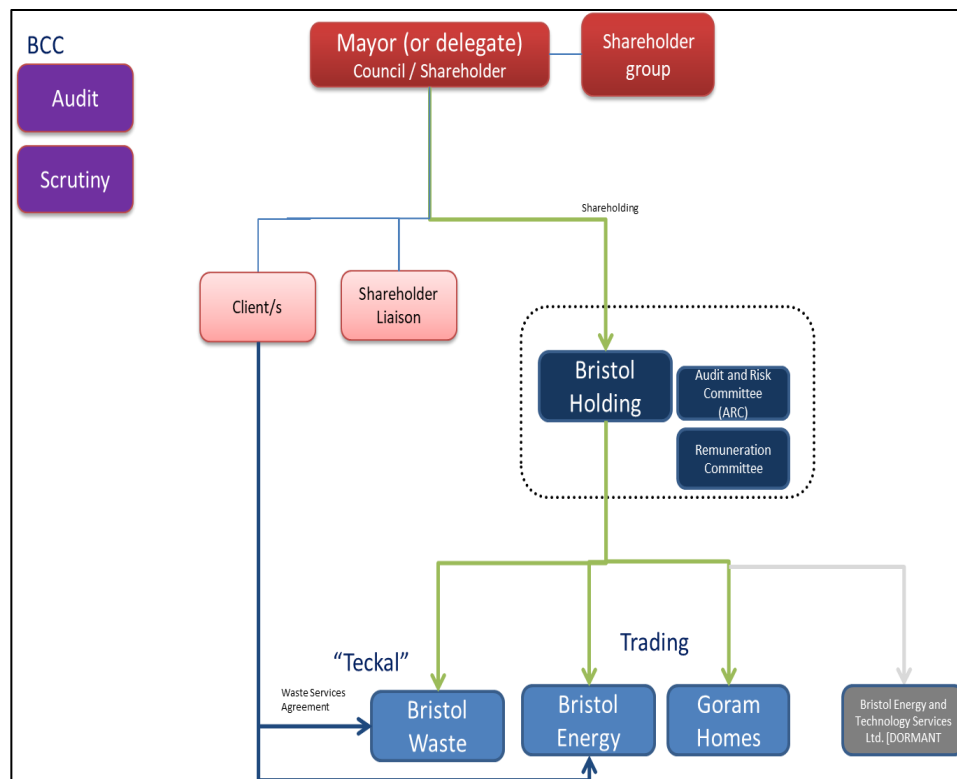 BCC
Audit
Scrutiny
Mayor (or delegate)
Council / Shareholder
Shareholder
group
Shareholding
Client/s
Shareholder
Liaison
Bristol
Holding
Audit and Risk
Committee
(ARC)
Remuneration
Committee
“Teckal”
Trading
Waste Services
Agreement
Bristol
Waste
Bristol
Energy
Goram
Homes
Bristol Energy and
Technology Services
Ltd. [DORMANT